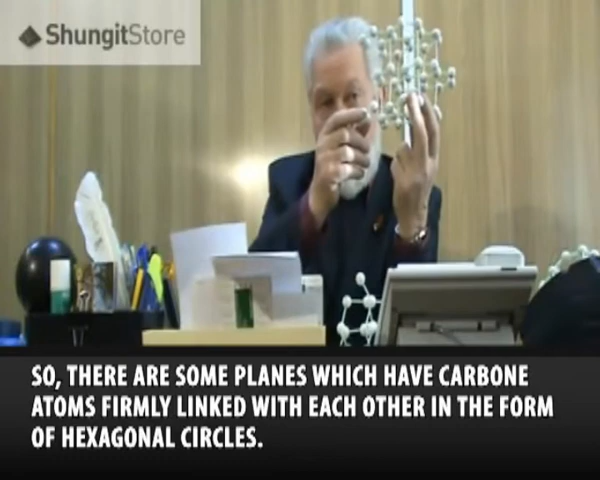 ShungitStore
SO, THERE ARE SOME PLANES WHICH HAVE CARBONE
ATOMS FIRMLY LINKED WITH EACH OTHER IN THE FORM
OF HEXAGONAL CIRCLES.